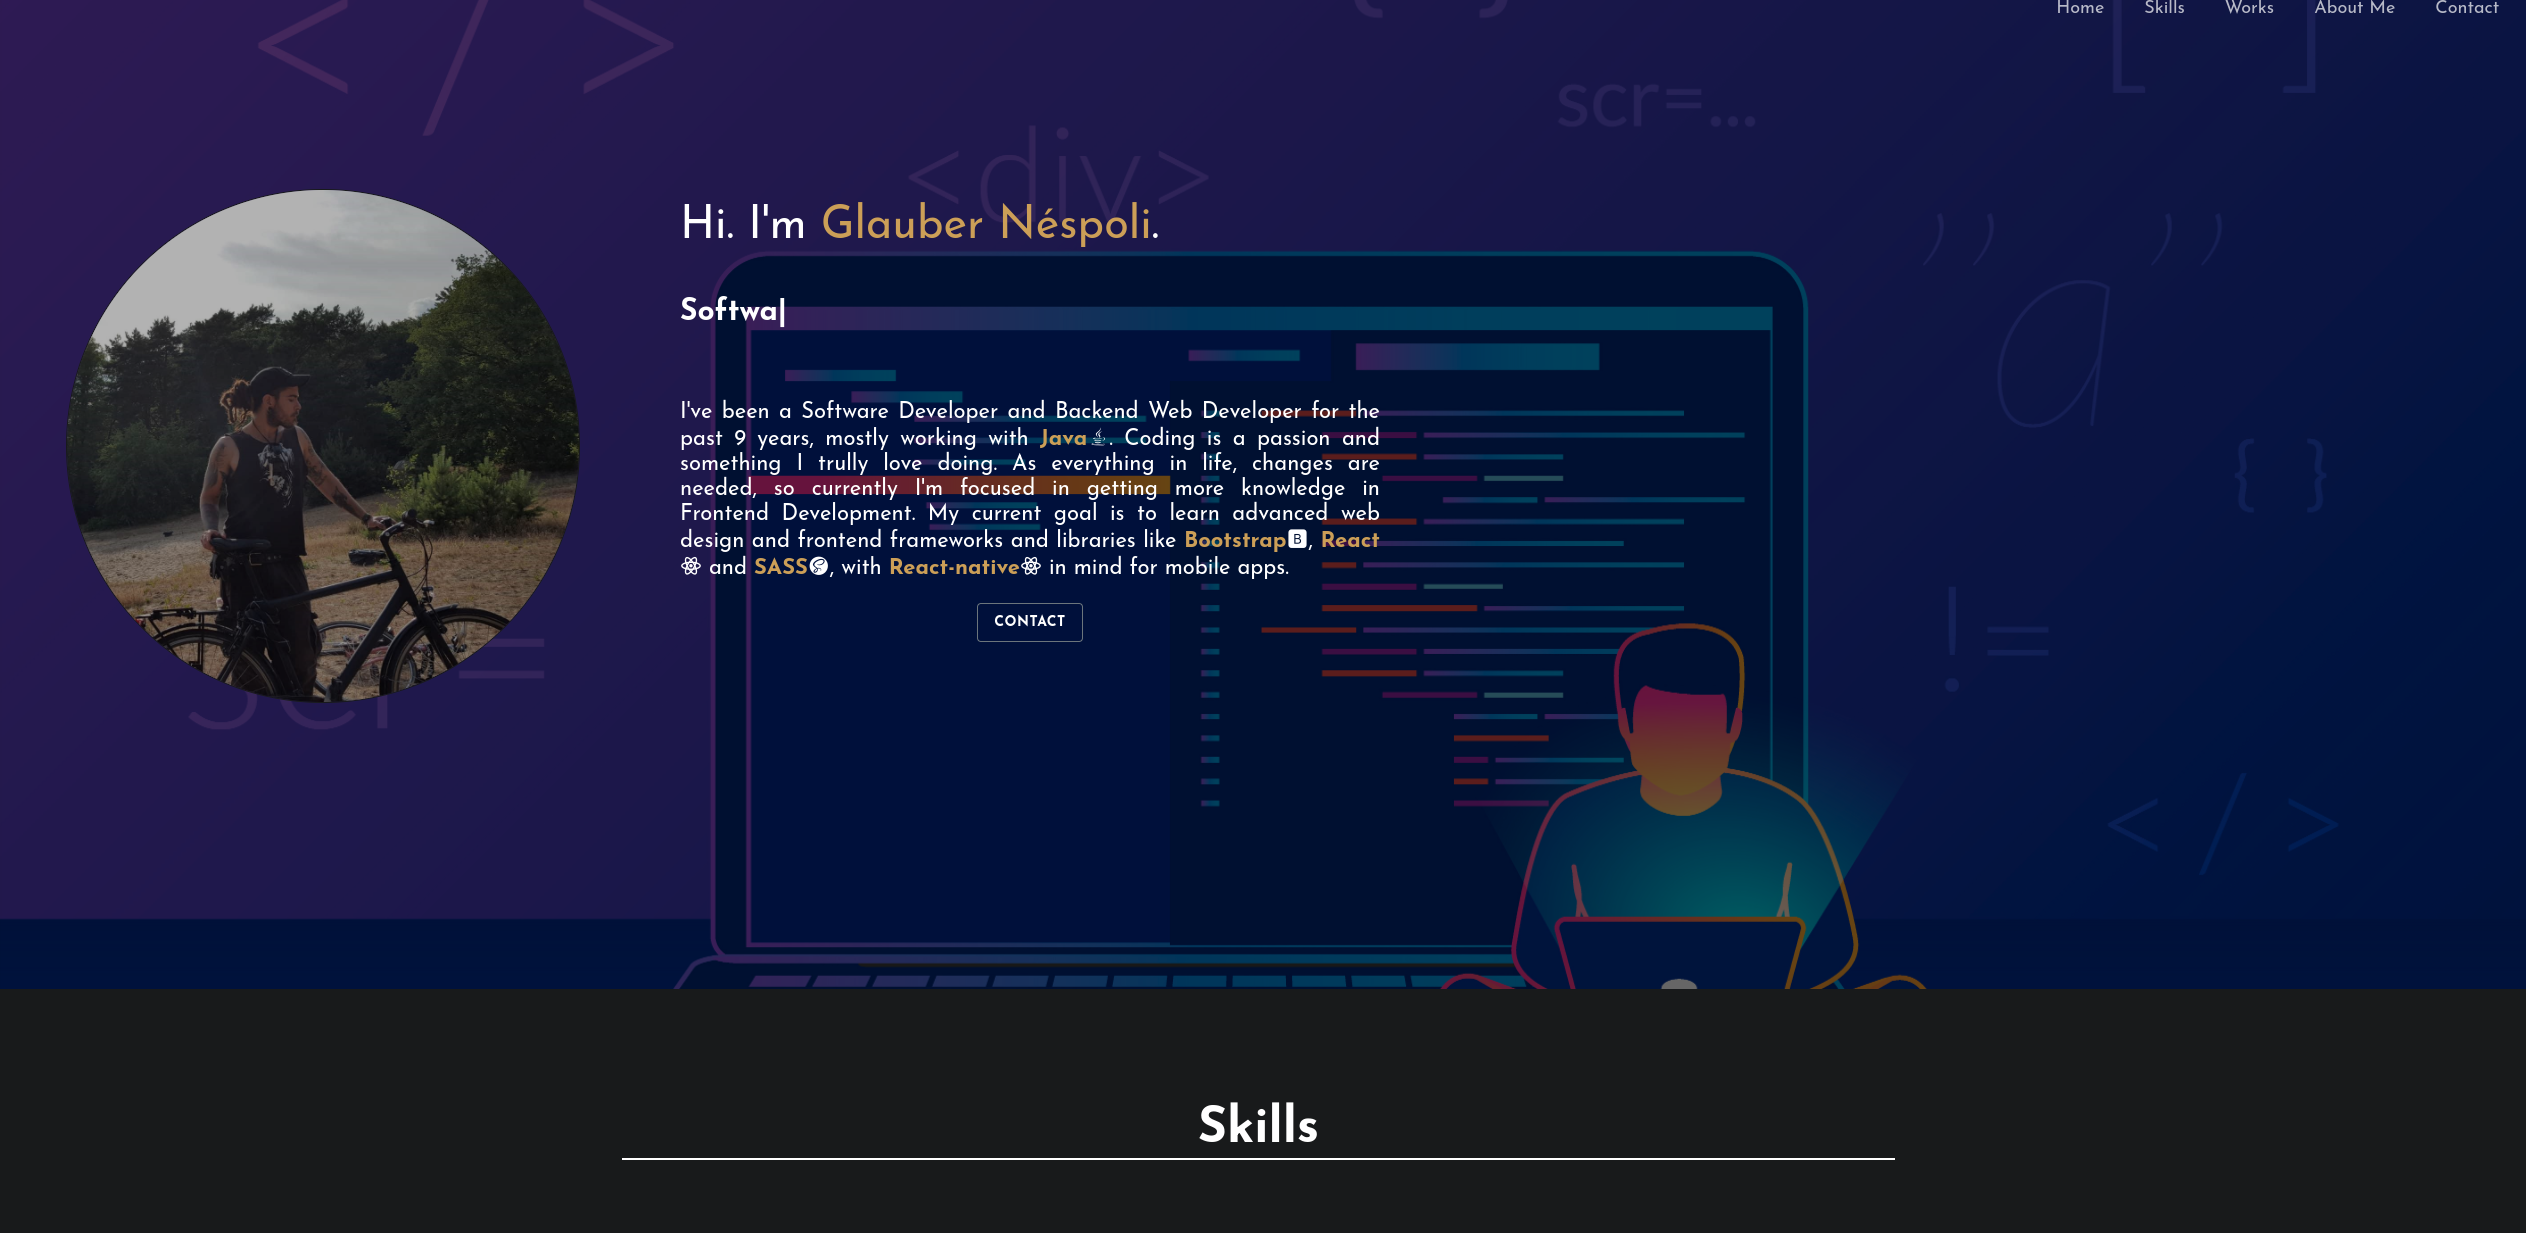 Home Skills Works About Me Contact
</>
{ }
[ ]
scr=...
<div>
Hi. I'm Glauber Néspoli.
Softwa|
I've been a Software Developer and Backend Web Developer for the
past 9 years, mostly working with Java. Coding is a passion and
something I trully love doing. As everything in life, changes are
needed, so currently I'm focused in getting more knowledge in
Frontend Development. My current goal is to learn advanced web
design and frontend frameworks and libraries like Bootstrap B, React
and SASS, with React-native in mind for mobile apps.
CONTACT
a
{ }
!=
scr=
</>
Skills